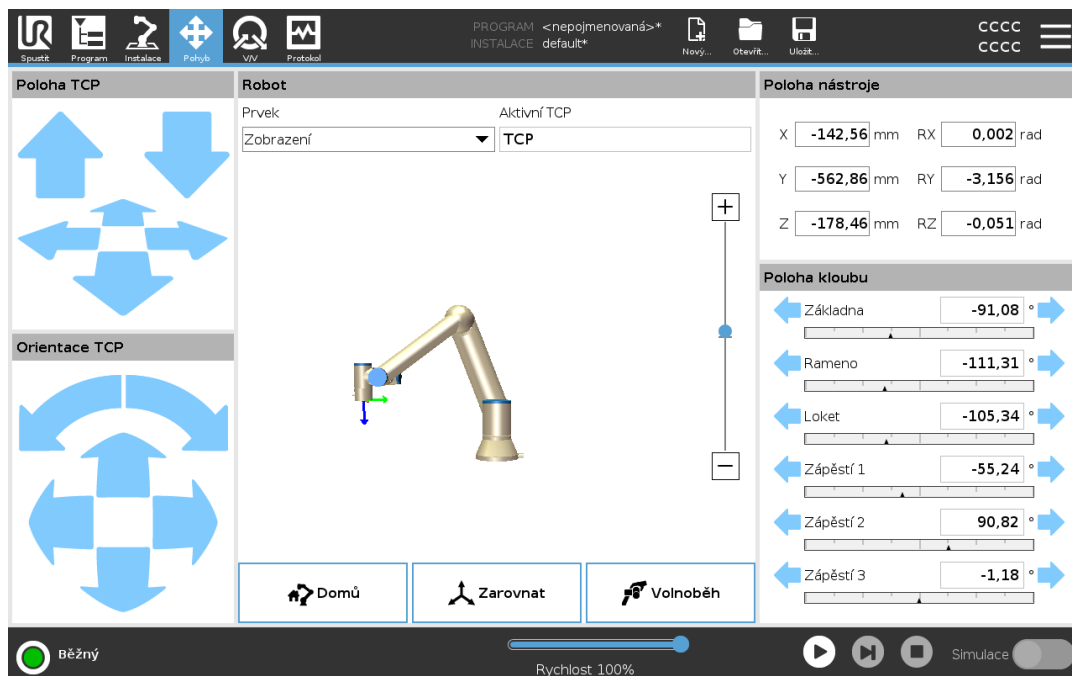 UR
Spustit
Program
Instalace
Pohyb
V/V
Protokol
PROGRAM <nepojmenovaná>*
INSTALACE default*
Nový...
Otevřít...
Uložit...
CCCC
CCCC
Poloha TCP
Orientace TCP
Robot
Prvek
Aktivní TCP
Zobrazení
TCP
+
−
Domů
Zarovnat
Volnoběh
Poloha nástroje
X -142,56 mm RX 0,002 rad
Y -562,86 mm RY -3,156 rad
Z -178,46 mm RZ -0,051 rad
Poloha kloubu
Základna -91,08 °
Rameno -111,31 °
Loket -105,34 °
Zápěstí 1 -55,24 °
Zápěstí 2 90,82 °
Zápěstí 3 -1,18 °
Běžný
Rychlost 100%
Simulace